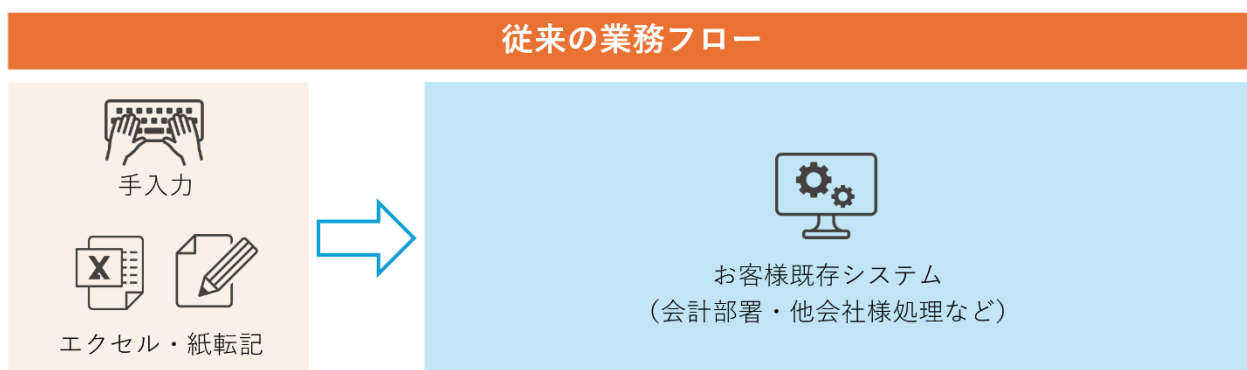 従来の業務フロー
手入力
X
エクセル・紙転記
お客様既存システム
（会計部署・他会社様処理など）